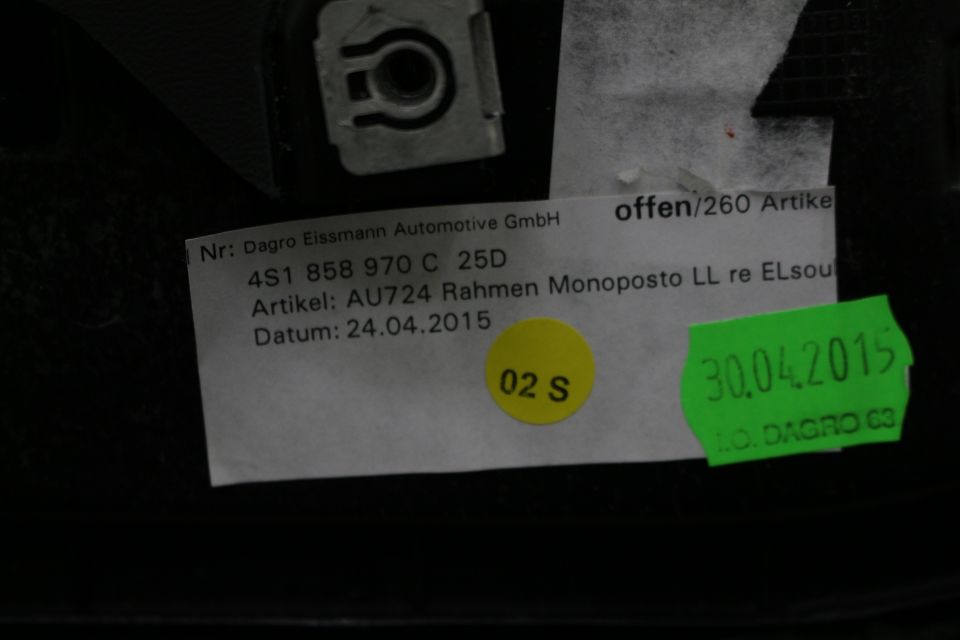 Nr: Dagro Eissmann Automotive GmbH
offen/260 Artike
4S1 858 970 C 25D
Artikel: AU724 Rahmen Monoposto LL re ELsoul
Datum: 24.04.2015
02 S
30.04.2015
I.O. DAGRO 63